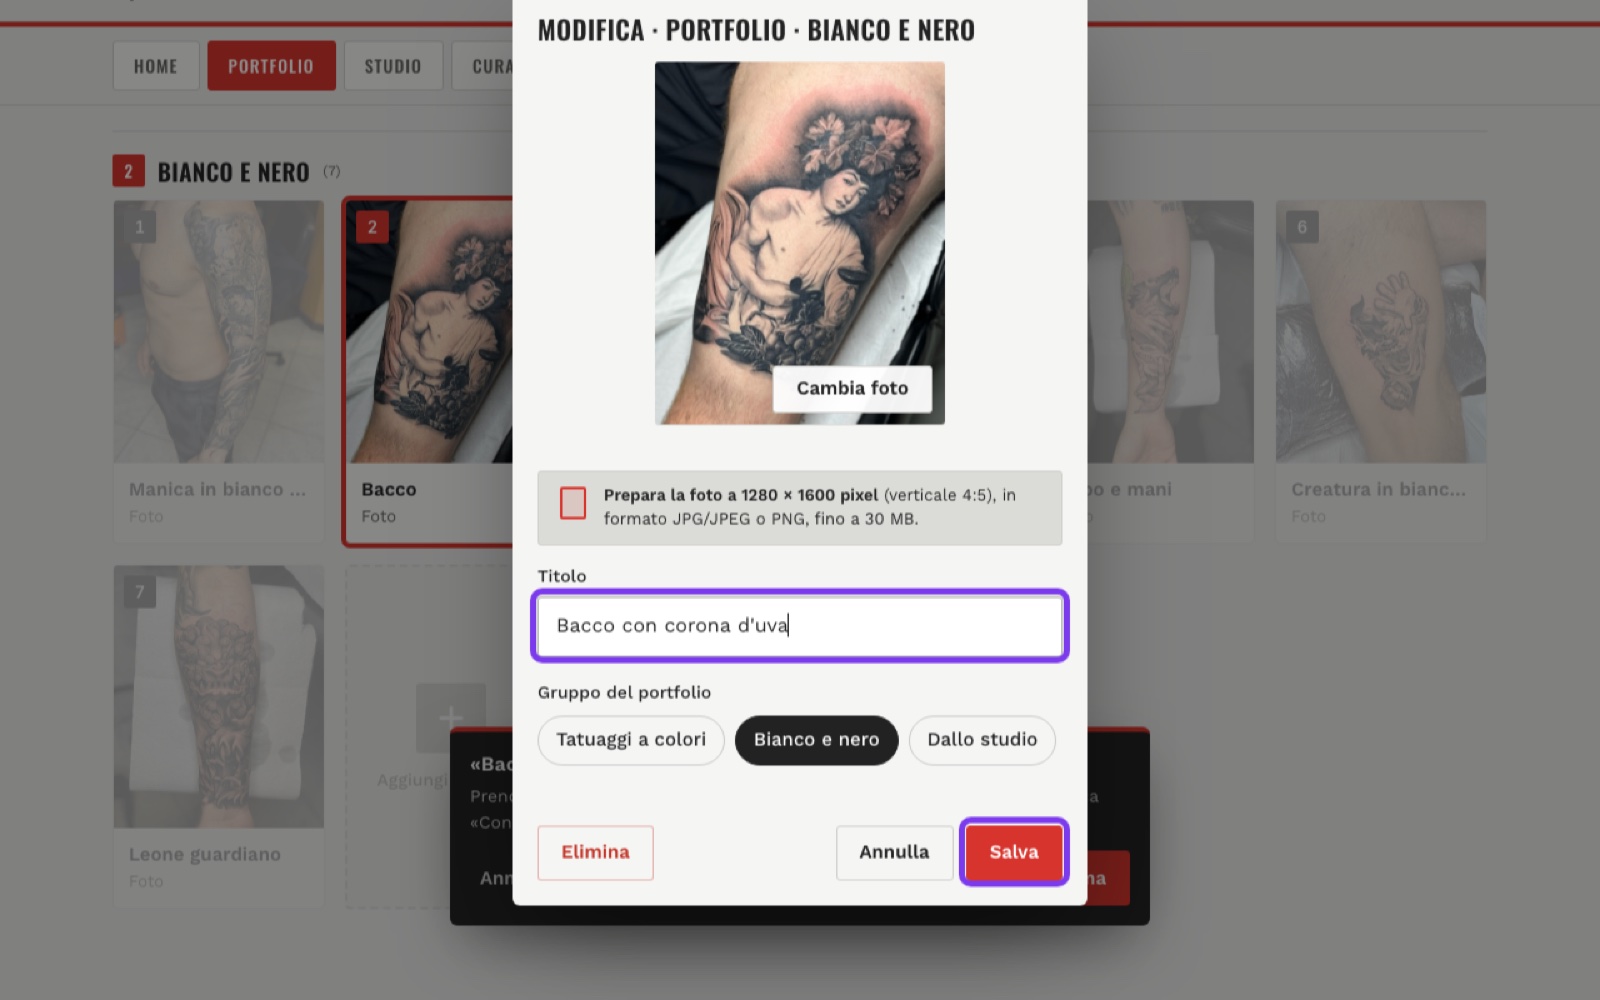 MODIFICA · PORTFOLIO · BIANCO E NERO
HOME
PORTFOLIO
STUDIO
2
BIANCO E NERO
(7)
1
2
6
Cambia foto
Manica in bianco ...
Foto
Bacco
Foto
e mani
Creatura in bianc...
Foto
Prepara la foto a 1280 × 1600 pixel (verticale 4:5), in
formato JPG/JPEG o PNG, fino a 30 MB.
Titolo
Bacco con corona d'uva
7
Gruppo del portfolio
Tatuaggi a colori
Bianco e nero
Dallo studio
Leone guardiano
Foto
Elimina
Annulla
Salva